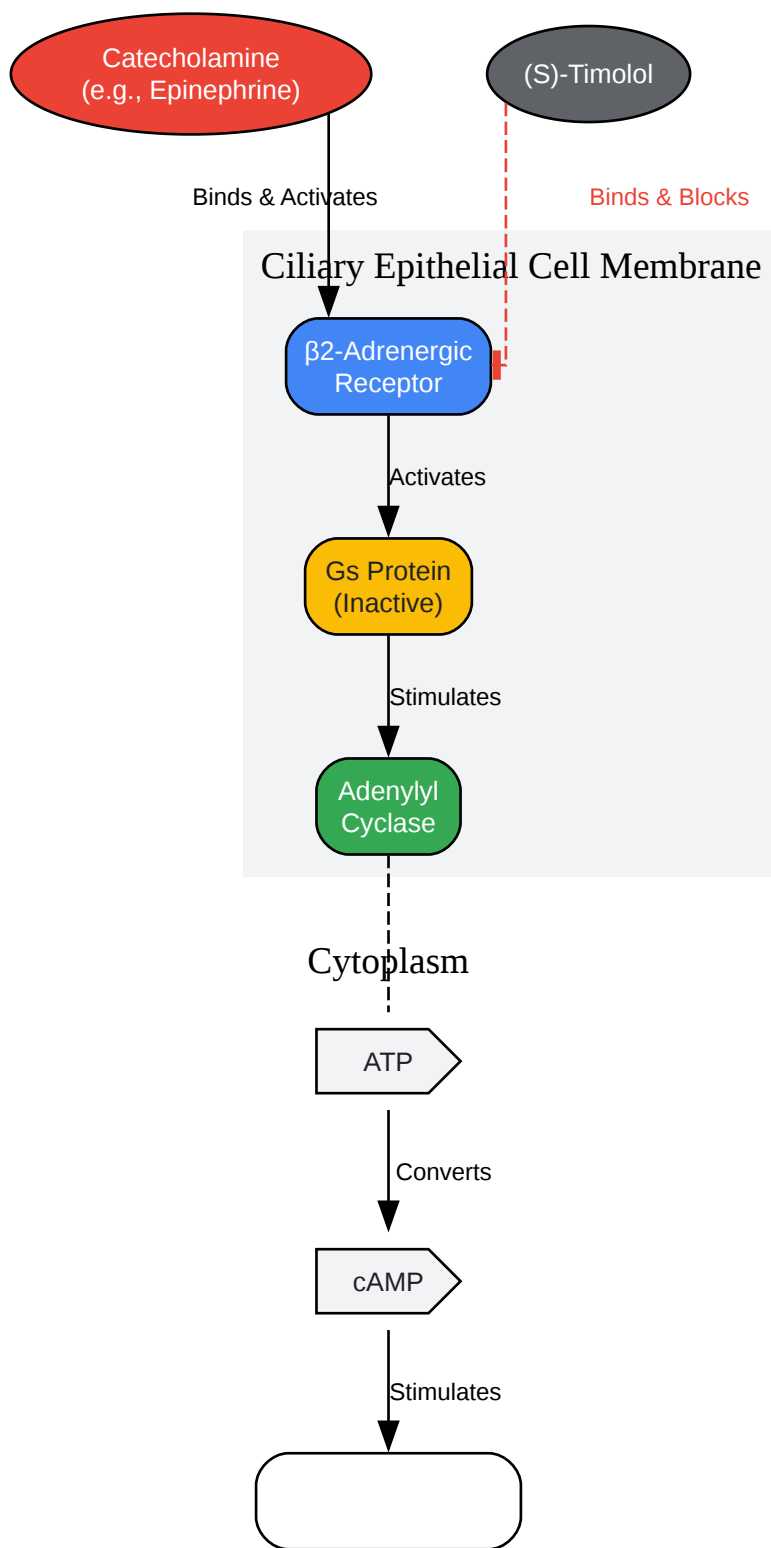 Catecholamine
(e.g., Epinephrine)
(S)-Timolol
Binds & Activates
Binds & Blocks
Ciliary Epithelial Cell Membrane
β2-Adrenergic
Receptor
Activates
Gs Protein
(Inactive)
Stimulates
Adenylyl
Cyclase
Cytoplasm
ATP
Converts
cAMP
Stimulates